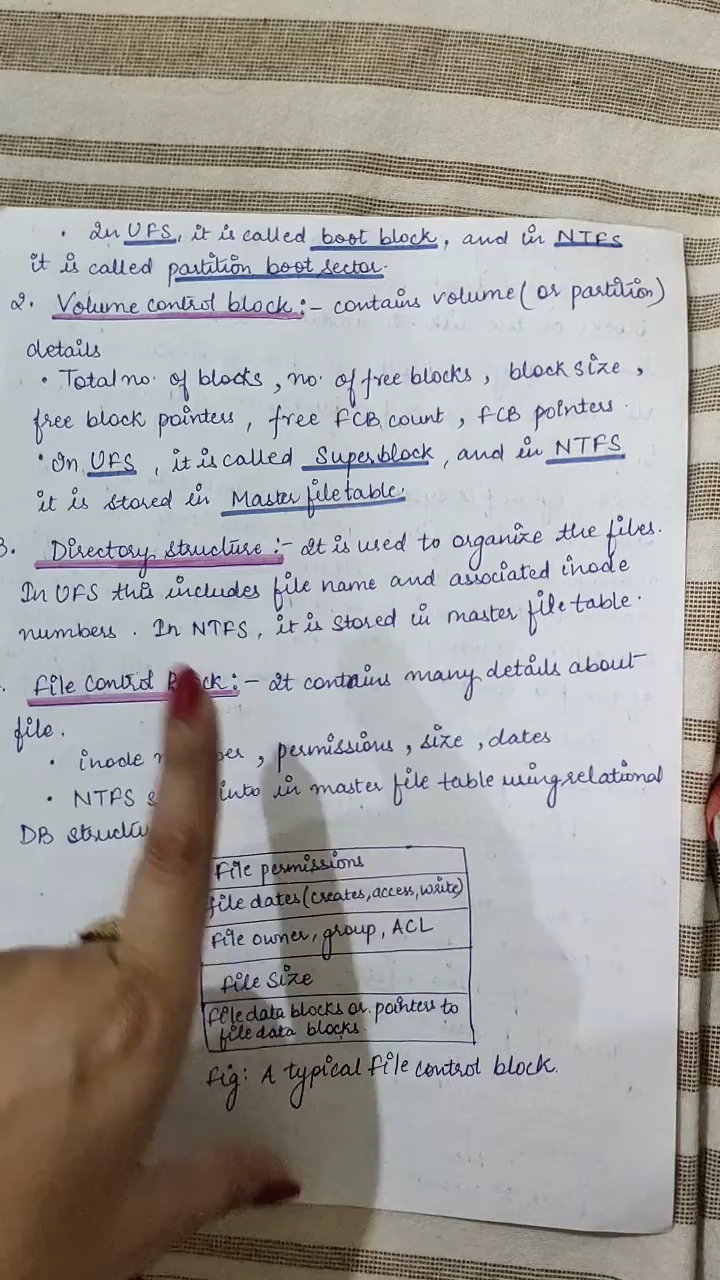 · In UFS, it is called boot block, and in NTFS
it is called partition boot sector.
2. Volume control block :- contains volume (or partition)
details
· Total no. of blocks, no. of free blocks, block size,
free block pointers, free FCB count, FCB pointers.
· In UFS, it is called Superblock, and in NTFS
it is stored in Master file table.
3. Directory structure :- It is used to organize the files.
In UFS this includes file name and associated inode
numbers. In NTFS, it is stored in master file table.
File control :- It contains many details about
file.
· inode , permissions, size, dates
· NTFS into in master file table using relational
DB
File permissions
file dates (creates, access, write)
File owner, group, ACL
file size
file data blocks or pointers to
file data blocks.
Fig: A typical file control block.